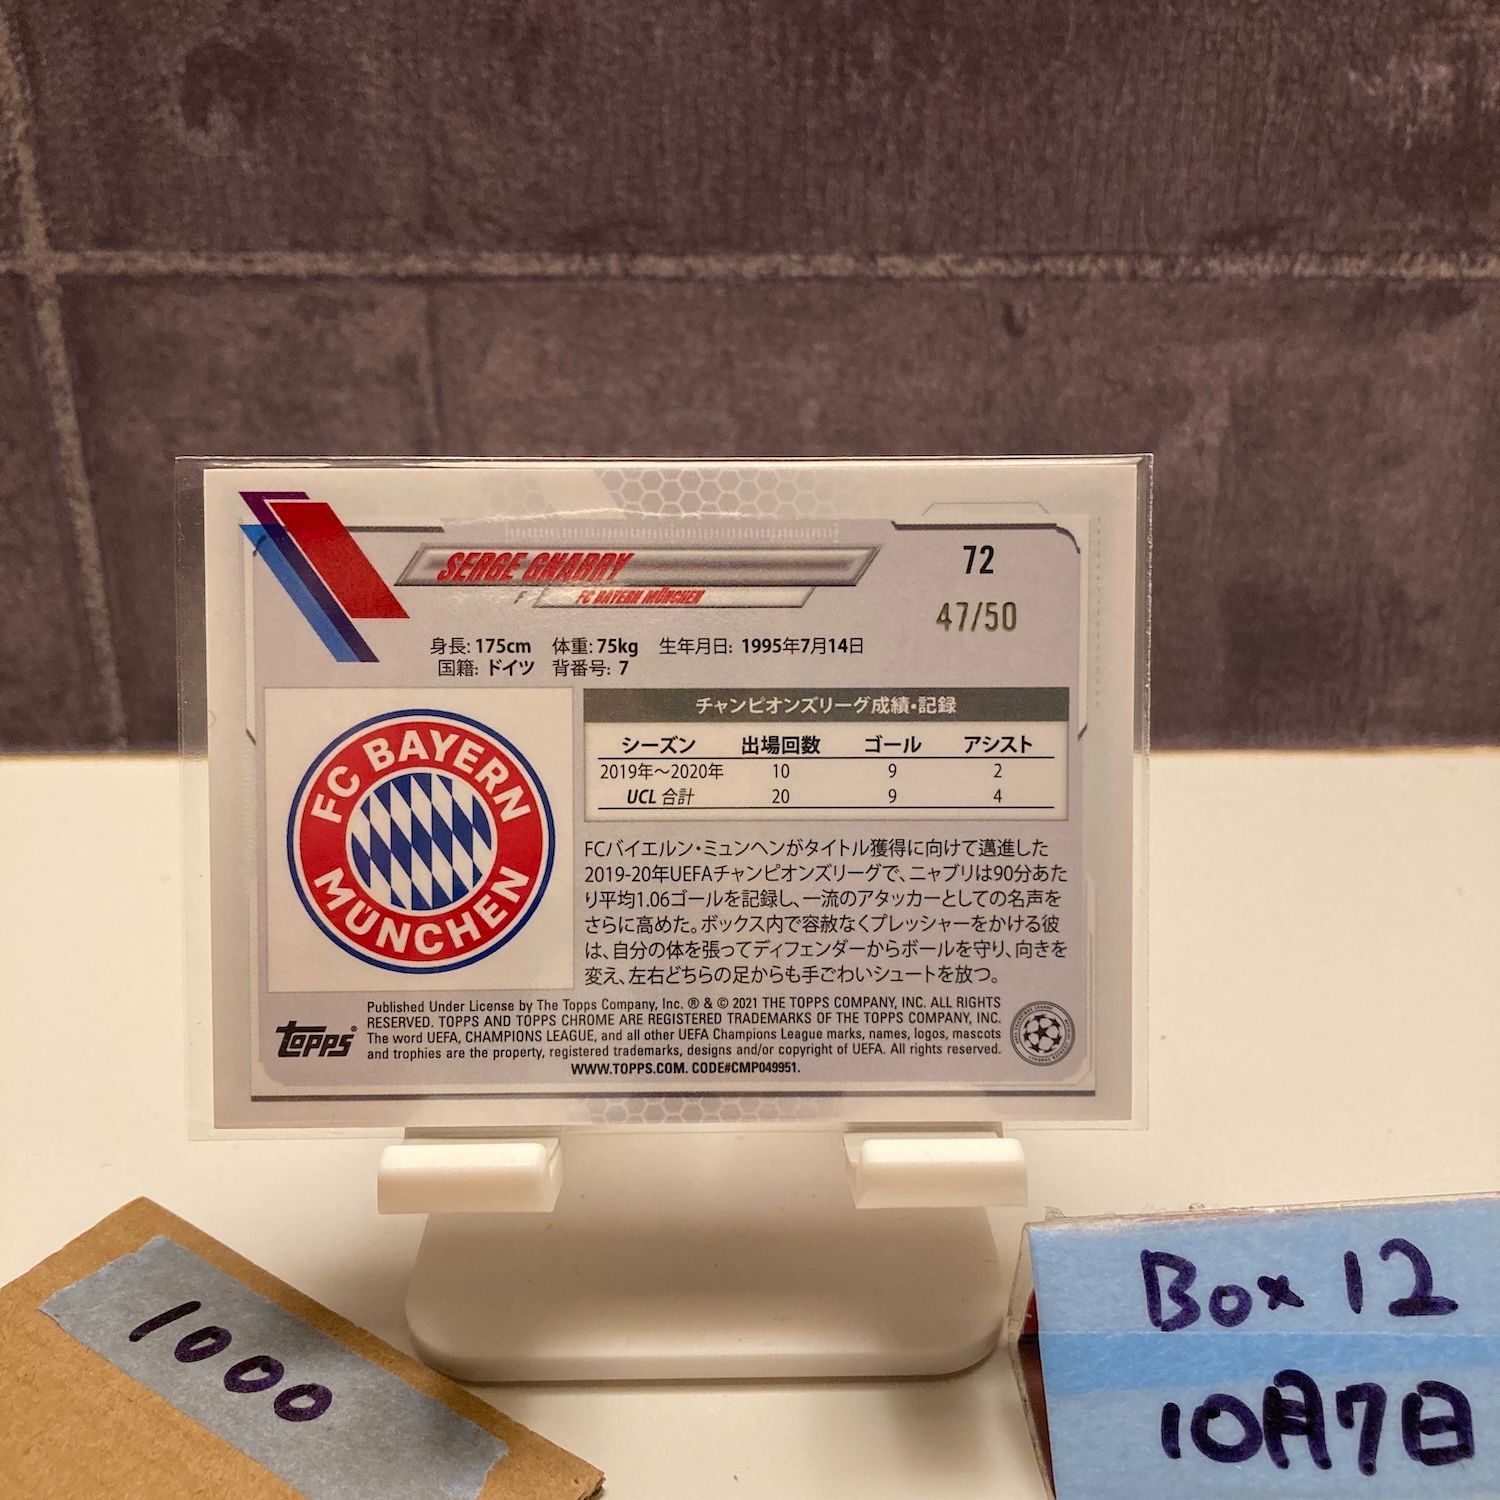 SERGE GNABRY
72
F FC BAYERN MÜNCHEN
47/50
身長: 175cm 体重: 75kg 生年月日: 1995年7月14日
国籍: ドイツ 背番号: 7
FC BAYERN
MÜNCHEN
チャンピオンズリーグ成績・記録
シーズン 出場回数 ゴール アシスト
2019年～2020年 10 9 2
UCL 合計 20 9 4
FCバイエルン・ミュンヘンがタイトル獲得に向けて邁進した
2019-20年UEFAチャンピオンズリーグで、ニャブリは90分あた
り平均1.06ゴールを記録し、一流のアタッカーとしての名声を
さらに高めた。ボックス内で容赦なくプレッシャーをかける彼
は、自分の体を張ってディフェンダーからボールを守り、向きを
変え、左右どちらの足からも手ごわいシュートを放つ。
topps®
Published Under License by The Topps Company, Inc. ® & © 2021 THE TOPPS COMPANY, INC. ALL RIGHTS
RESERVED. TOPPS AND TOPPS CHROME ARE REGISTERED TRADEMARKS OF THE TOPPS COMPANY, INC.
The word UEFA, CHAMPIONS LEAGUE, and all other UEFA Champions League marks, names, logos, mascots
and trophies are the property, registered trademarks, designs and/or copyright of UEFA. All rights reserved.
WWW.TOPPS.COM. CODE#CMP049951.
1000
Box 12
10月7日